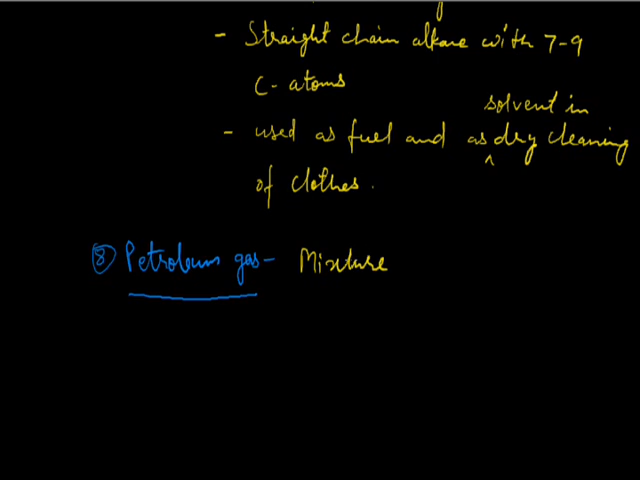 - Straight chain alkane with 7-9
C-atoms
solvent in
- used as fuel and as ^ dry cleaning
of clothes.
⑧ Petroleum gas - Mixture